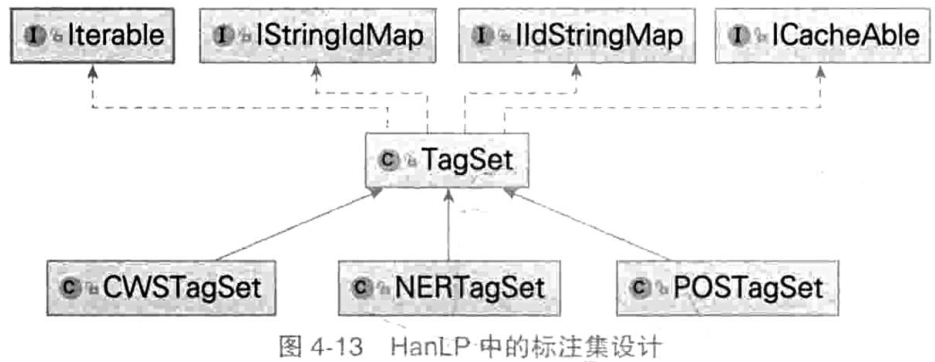 I Iterable I IStringIdMap I IIdStringMap I ICacheAble
C TagSet
C CWSTagSet C NERTagSet C POSTagSet
图 4-13 HanLP 中的标注集设计